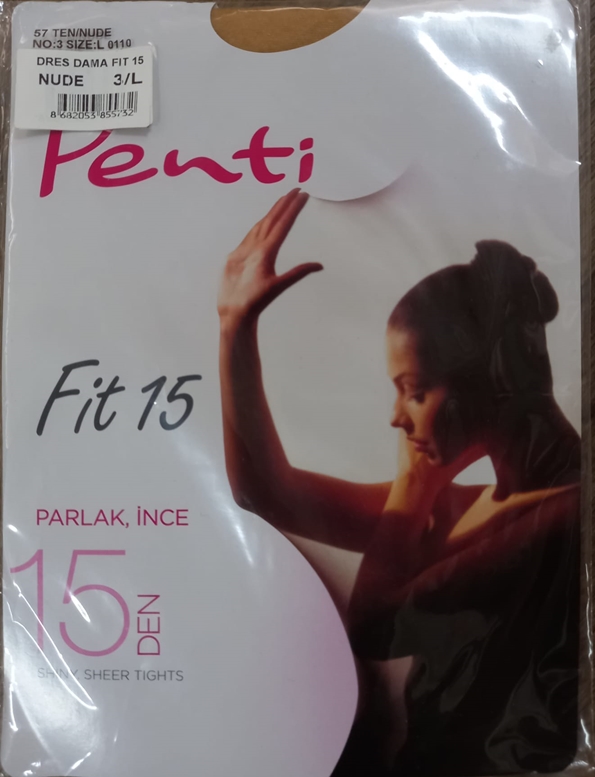 57 TEN/NUDE
NO:3 SIZE:L 0110
DRES DAMA FIT 15
NUDE 3/L
8 682053 855732
Penti
Fit 15
PARLAK, İNCE
15 DEN
SHINY SHEER TIGHTS